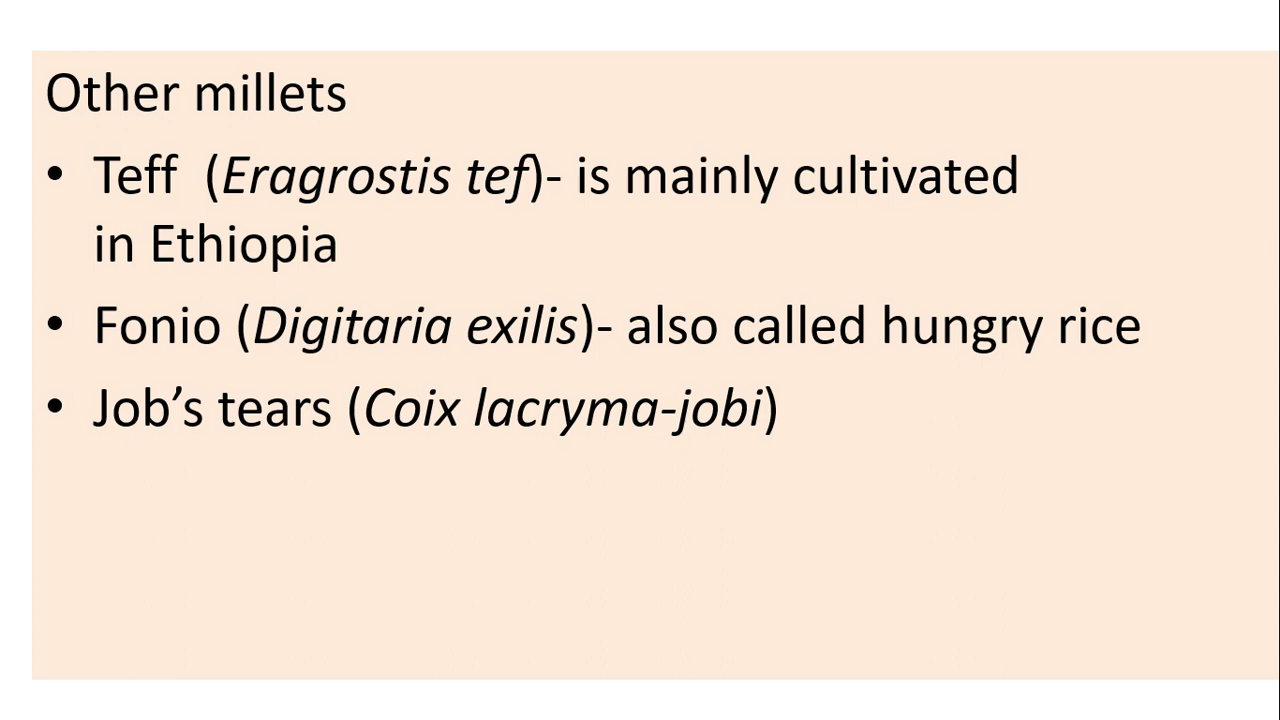 Other millets
• Teff  (Eragrostis tef)- is mainly cultivated
in Ethiopia
• Fonio (Digitaria exilis)- also called hungry rice
• Job’s tears (Coix lacryma-jobi)